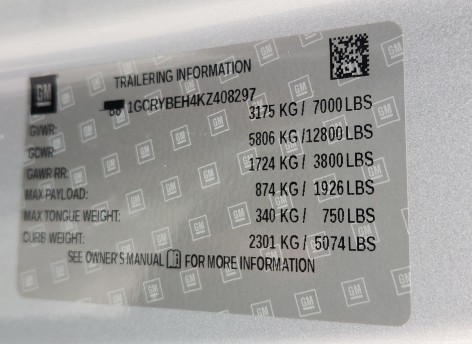 GM
TRAILERING INFORMATION
1GCRYBEH4KZ408297
GVWR: 3175 KG / 7000 LBS
GCWR: 5806 KG / 12800 LBS
GAWR RR: 1724 KG / 3800 LBS
MAX PAYLOAD: 874 KG / 1926 LBS
MAX TONGUE WEIGHT: 340 KG / 750 LBS
CURB WEIGHT: 2301 KG / 5074 LBS
SEE OWNER'S MANUAL FOR MORE INFORMATION